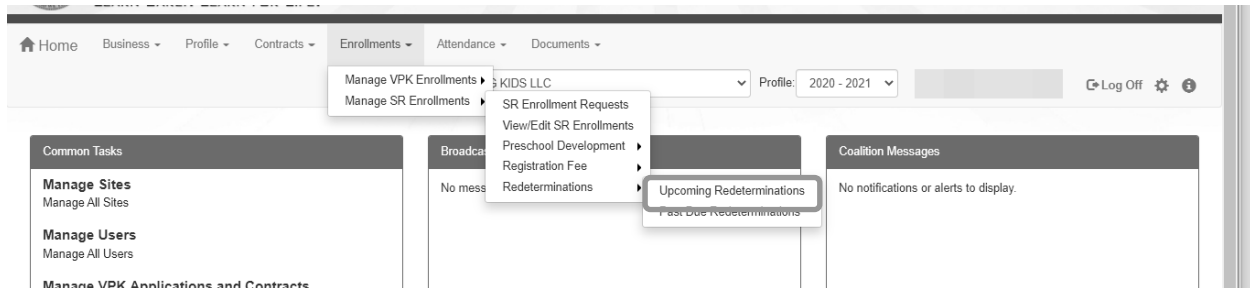 Home Business Profile Contracts Enrollments Attendance Documents
Manage VPK Enrollments KIDS LLC Profile: 2020 - 2021 Log Off
Manage SR Enrollments
SR Enrollment Requests
View/Edit SR Enrollments
Preschool Development
Registration Fee
Redeterminations
Upcoming Redeterminations
Past Due Redeterminations
Common Tasks
Manage Sites
Manage All Sites
Manage Users
Manage All Users
Manage VPK Applications and Contracts
Broadca
No mess
Coalition Messages
No notifications or alerts to display.